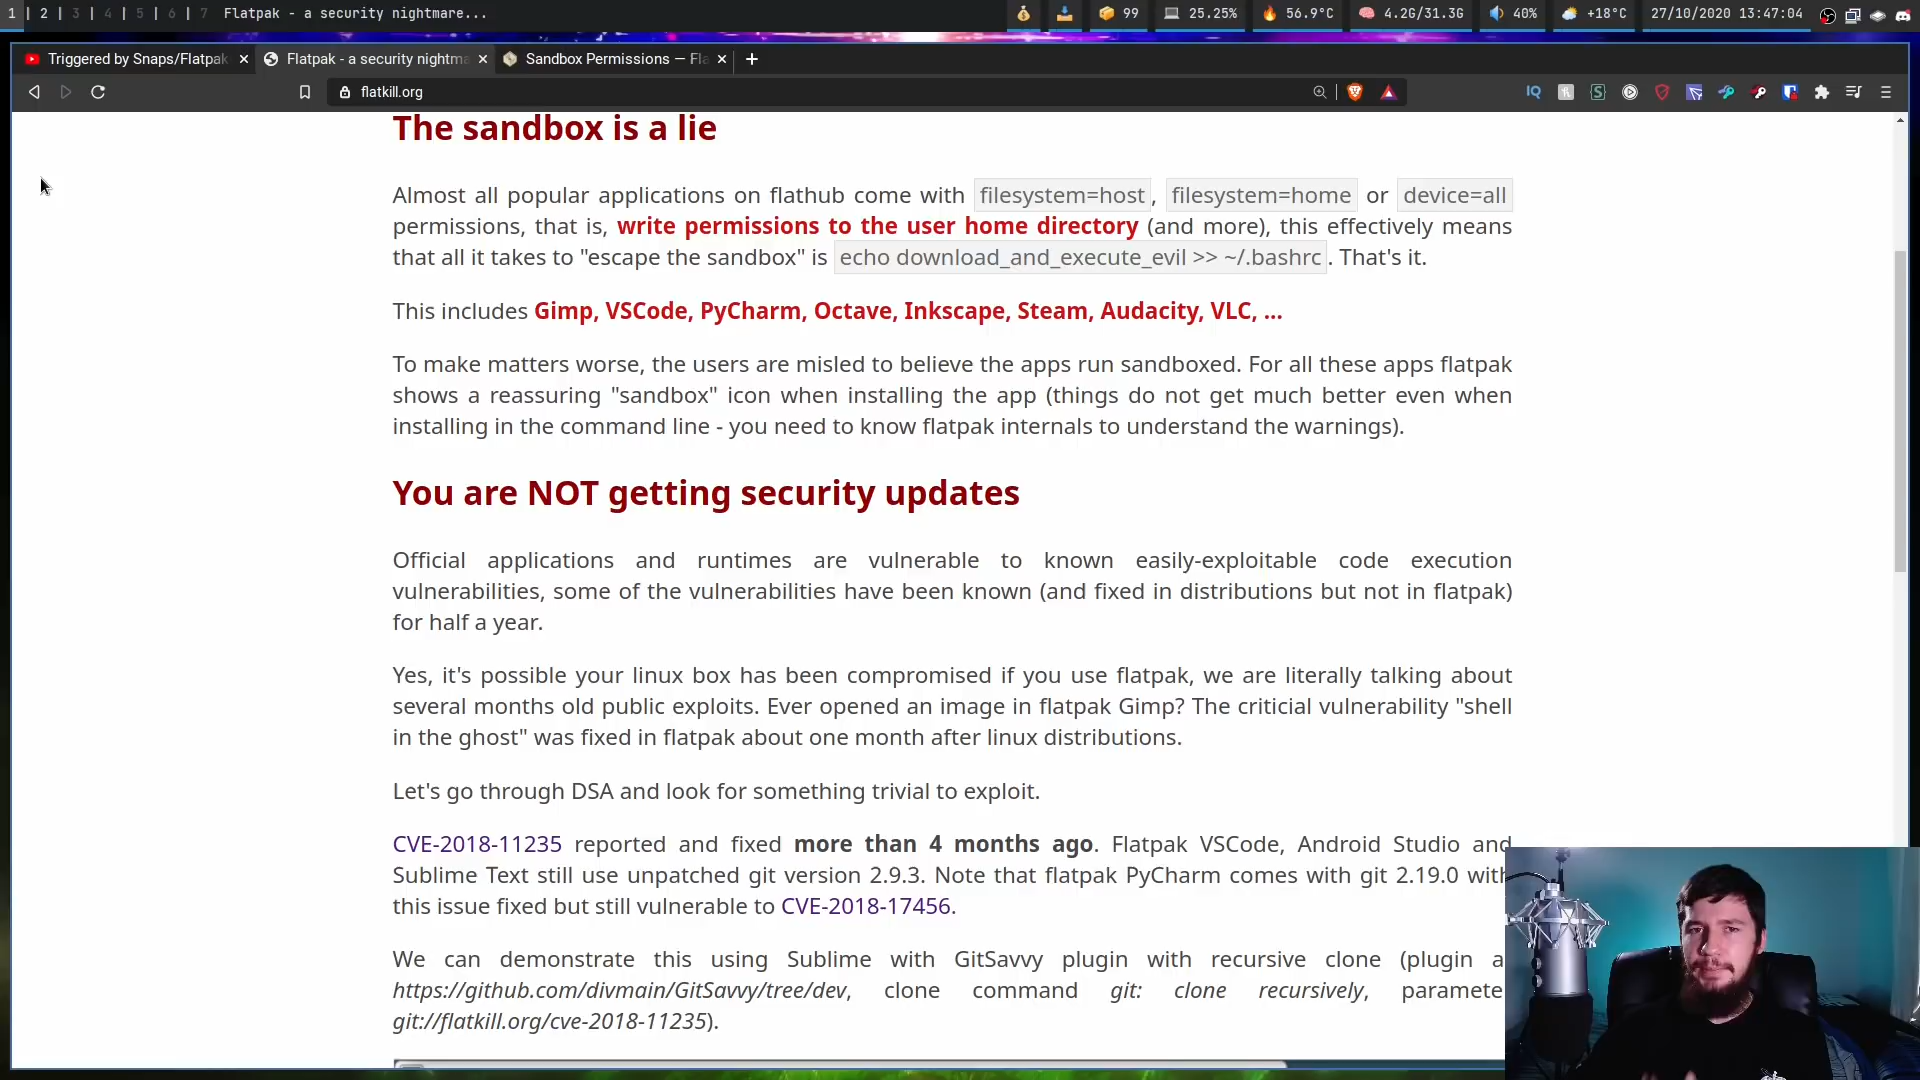 1 | 2 | 3 | 4 | 5 | 6 | 7 Flatpak - a security nightmare... 99 25.25% 56.9°C 4.2G/31.3G 40% +18°C 27/10/2020 13:47:04
Triggered by Snaps/Flatpak Flatpak - a security nightma Sandbox Permissions — Fla
flatkill.org
The sandbox is a lie
Almost all popular applications on flathub come with filesystem=host, filesystem=home or device=all
permissions, that is, write permissions to the user home directory (and more), this effectively means
that all it takes to "escape the sandbox" is echo download_and_execute_evil >> ~/.bashrc. That's it.
This includes Gimp, VSCode, PyCharm, Octave, Inkscape, Steam, Audacity, VLC, ...
To make matters worse, the users are misled to believe the apps run sandboxed. For all these apps flatpak
shows a reassuring "sandbox" icon when installing the app (things do not get much better even when
installing in the command line - you need to know flatpak internals to understand the warnings).
You are NOT getting security updates
Official applications and runtimes are vulnerable to known easily-exploitable code execution
vulnerabilities, some of the vulnerabilities have been known (and fixed in distributions but not in flatpak)
for half a year.
Yes, it's possible your linux box has been compromised if you use flatpak, we are literally talking about
several months old public exploits. Ever opened an image in flatpak Gimp? The criticial vulnerability "shell
in the ghost" was fixed in flatpak about one month after linux distributions.
Let's go through DSA and look for something trivial to exploit.
CVE-2018-11235 reported and fixed more than 4 months ago. Flatpak VSCode, Android Studio and
Sublime Text still use unpatched git version 2.9.3. Note that flatpak PyCharm comes with git 2.19.0 with
this issue fixed but still vulnerable to CVE-2018-17456.
We can demonstrate this using Sublime with GitSavvy plugin with recursive clone (plugin a
https://github.com/divmain/GitSavvy/tree/dev, clone command git: clone recursively, paramete
git://flatkill.org/cve-2018-11235).